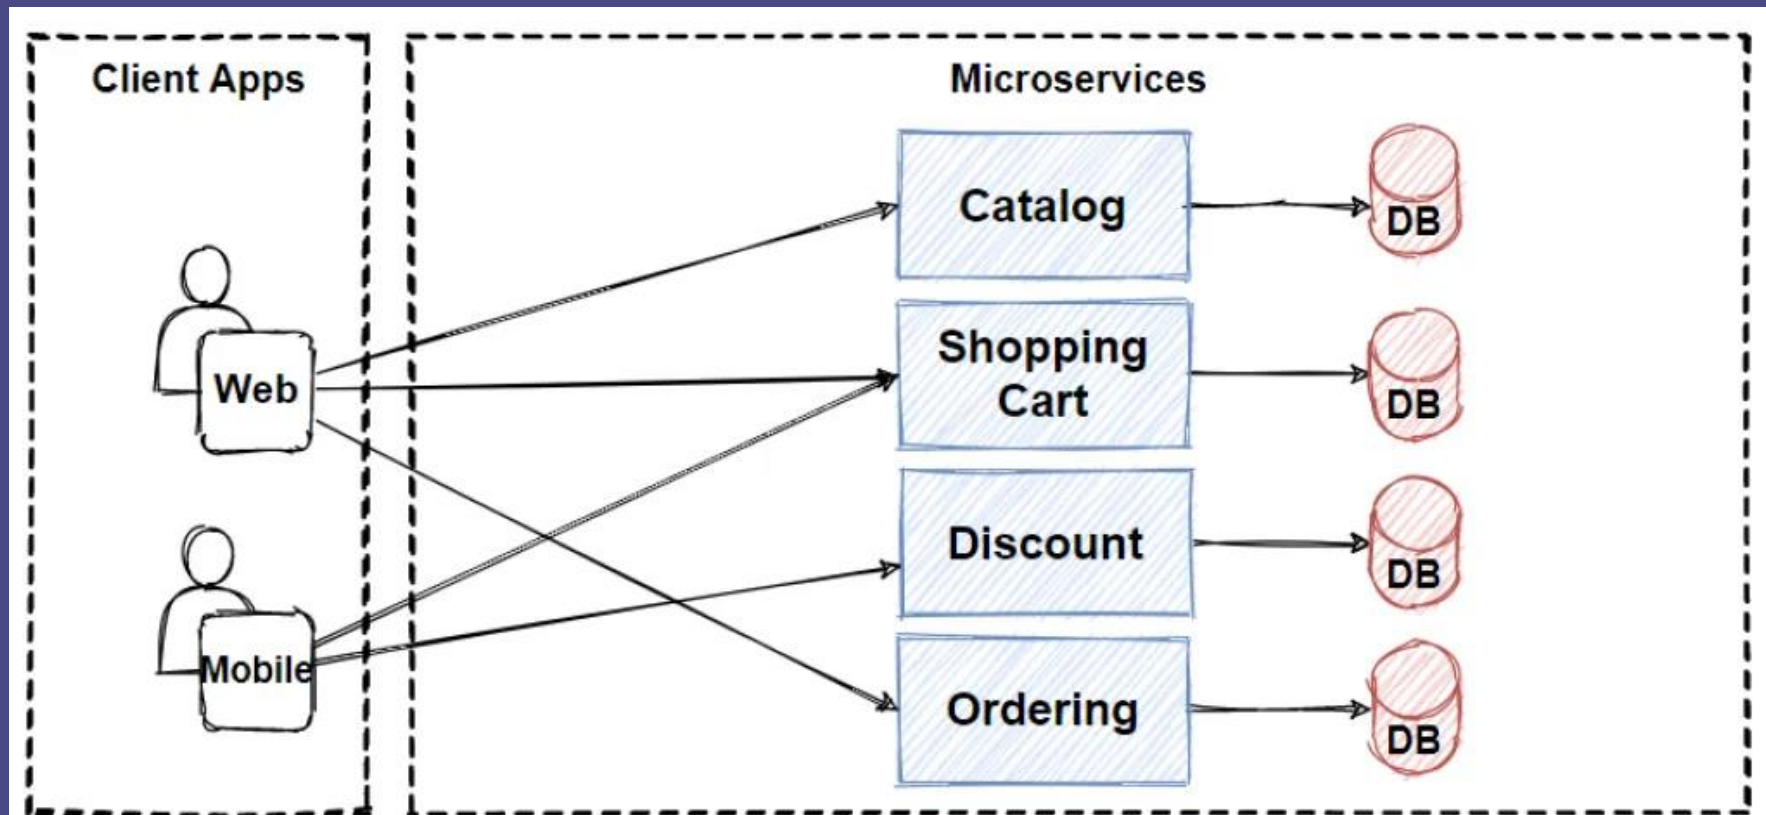 Client Apps
Microservices
Catalog
DB
Shopping
Cart
DB
Web
Discount
DB
Mobile
Ordering
DB